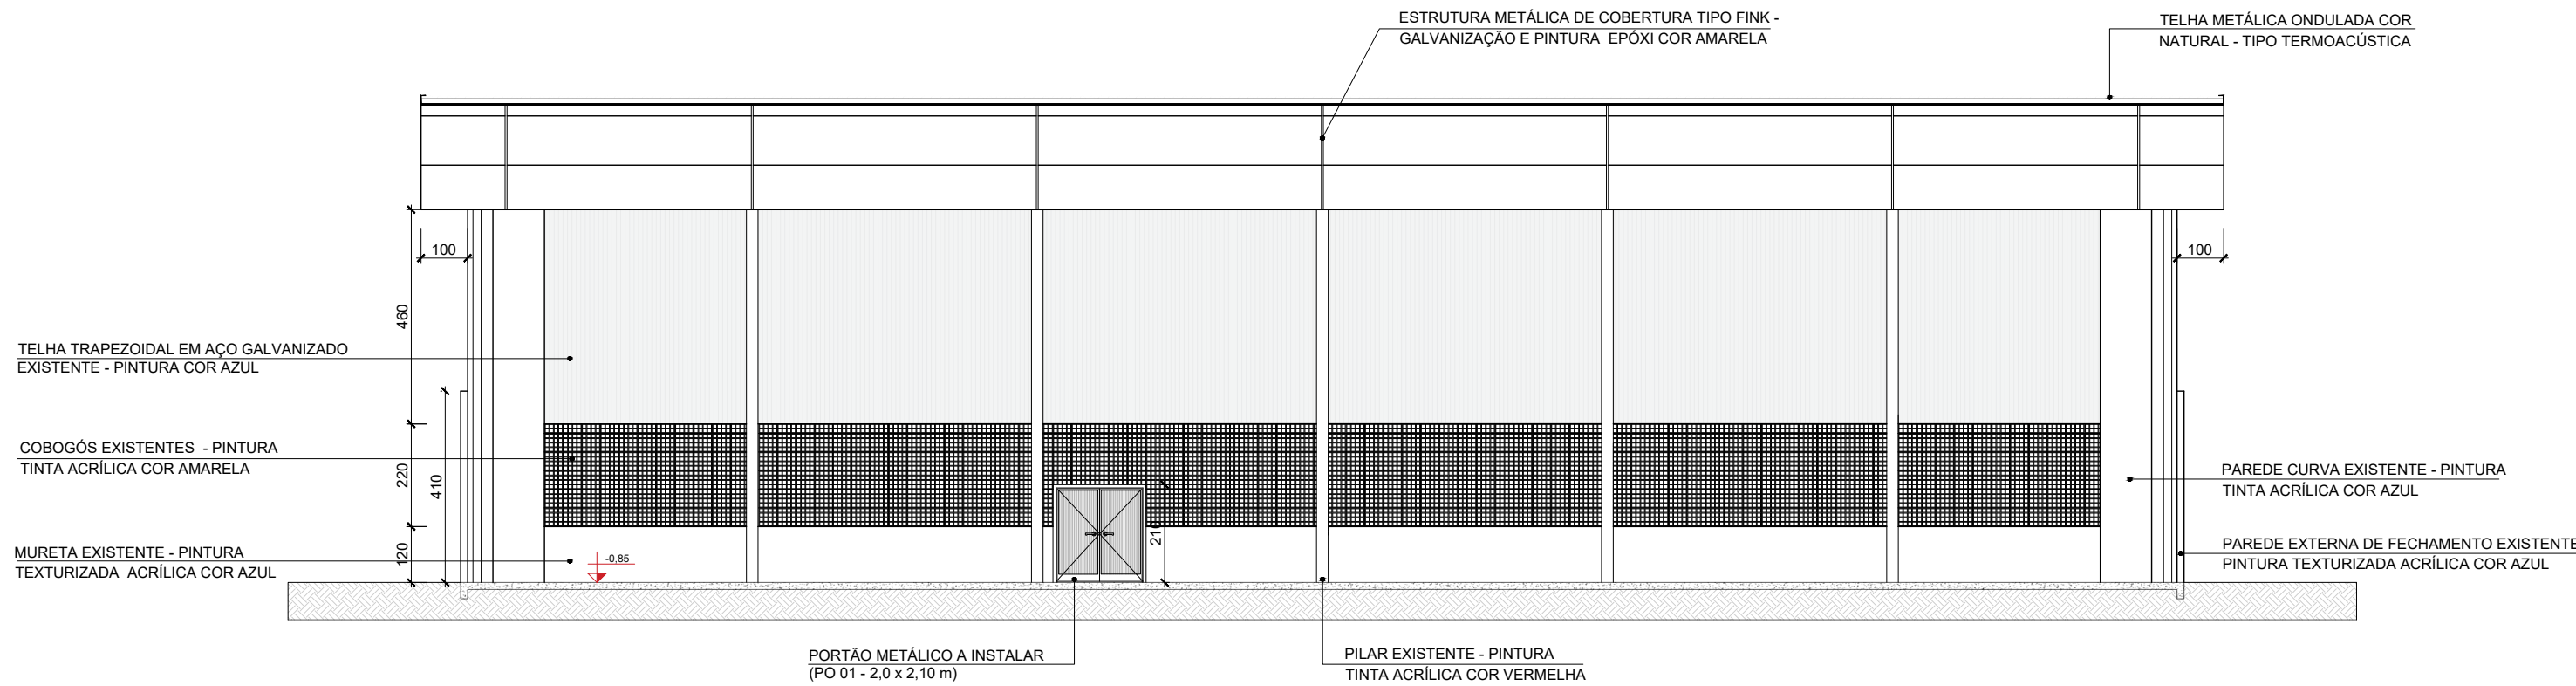 ESTRUTURA METÁLICA DE COBERTURA TIPO FINK -
GALVANIZAÇÃO E PINTURA EPÓXI COR AMARELA
TELHA METÁLICA ONDULADA COR
NATURAL - TIPO TERMOACÚSTICA
100
100
460
TELHA TRAPEZOIDAL EM AÇO GALVANIZADO
EXISTENTE - PINTURA COR AZUL
COBOGÓS EXISTENTES - PINTURA
TINTA ACRÍLICA COR AMARELA
220
410
PAREDE CURVA EXISTENTE - PINTURA
TINTA ACRÍLICA COR AZUL
MURETA EXISTENTE - PINTURA
TEXTURIZADA ACRÍLICA COR AZUL
120
-0,85
210
PAREDE EXTERNA DE FECHAMENTO EXISTENTE
PINTURA TEXTURIZADA ACRÍLICA COR AZUL
PORTÃO METÁLICO A INSTALAR
(PO 01 - 2,0 x 2,10 m)
PILAR EXISTENTE - PINTURA
TINTA ACRÍLICA COR VERMELHA